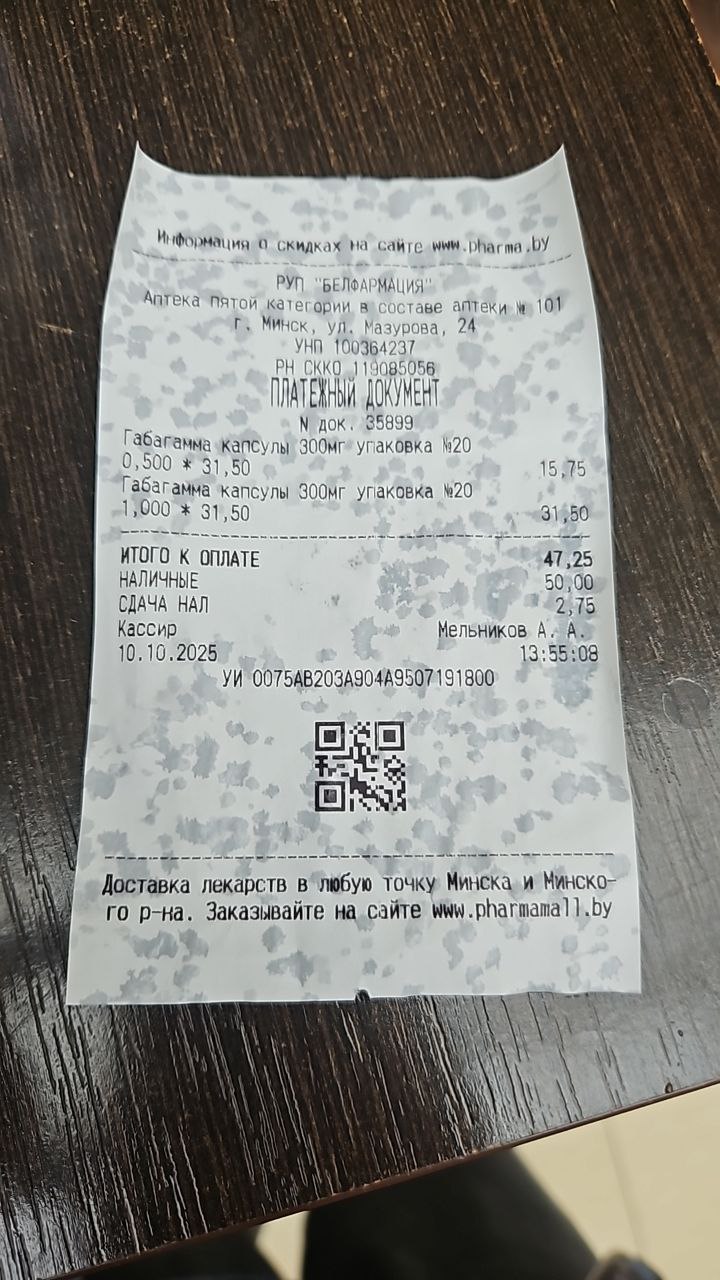 Информация о скидках на сайте www.pharma.by
РУП "БЕЛФАРМАЦИЯ"
Аптека пятой категории в составе аптеки № 101
г. Минск, ул. Мазурова, 24
УНП 100364237
РН СККО 119085056
ПЛАТЕЖНЫЙ ДОКУМЕНТ
N док. 35899
Габагамма капсулы 300мг упаковка №20
0,500 * 31,50 15,75
Габагамма капсулы 300мг упаковка №20
1,000 * 31,50 31,50
ИТОГО К ОПЛАТЕ 47,25
НАЛИЧНЫЕ 50,00
СДАЧА НАЛ 2,75
Кассир Мельников А. А.
10.10.2025 13:55:08
УИ 0075AB203A904A9507191800
Доставка лекарств в любую точку Минска и Минско-
го р-на. Заказывайте на сайте www.pharmamall.by